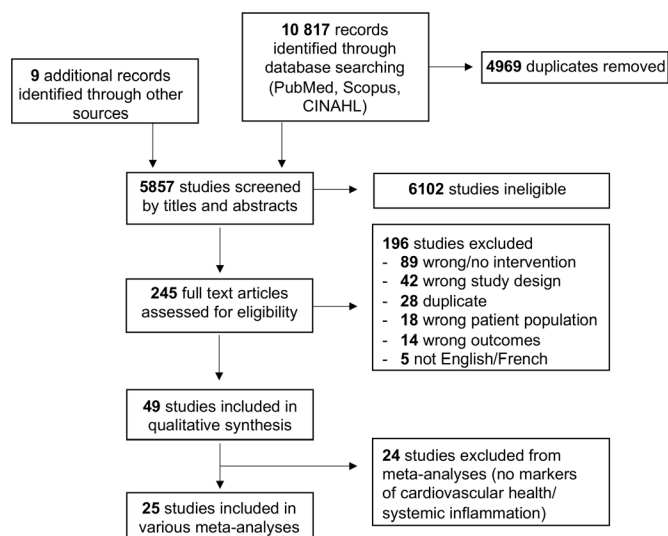 9 additional records
identified through other
sources
10 817 records
identified through
database searching
(PubMed, Scopus,
CINAHL)
4969 duplicates removed
5857 studies screened
by titles and abstracts
6102 studies ineligible
245 full text articles
assessed for eligibility
196 studies excluded
- 89 wrong/no intervention
- 42 wrong study design
- 28 duplicate
- 18 wrong patient population
- 14 wrong outcomes
- 5 not English/French
49 studies included in
qualitative synthesis
24 studies excluded from
meta-analyses (no markers
of cardiovascular health/
systemic inflammation)
25 studies included in
various meta-analyses